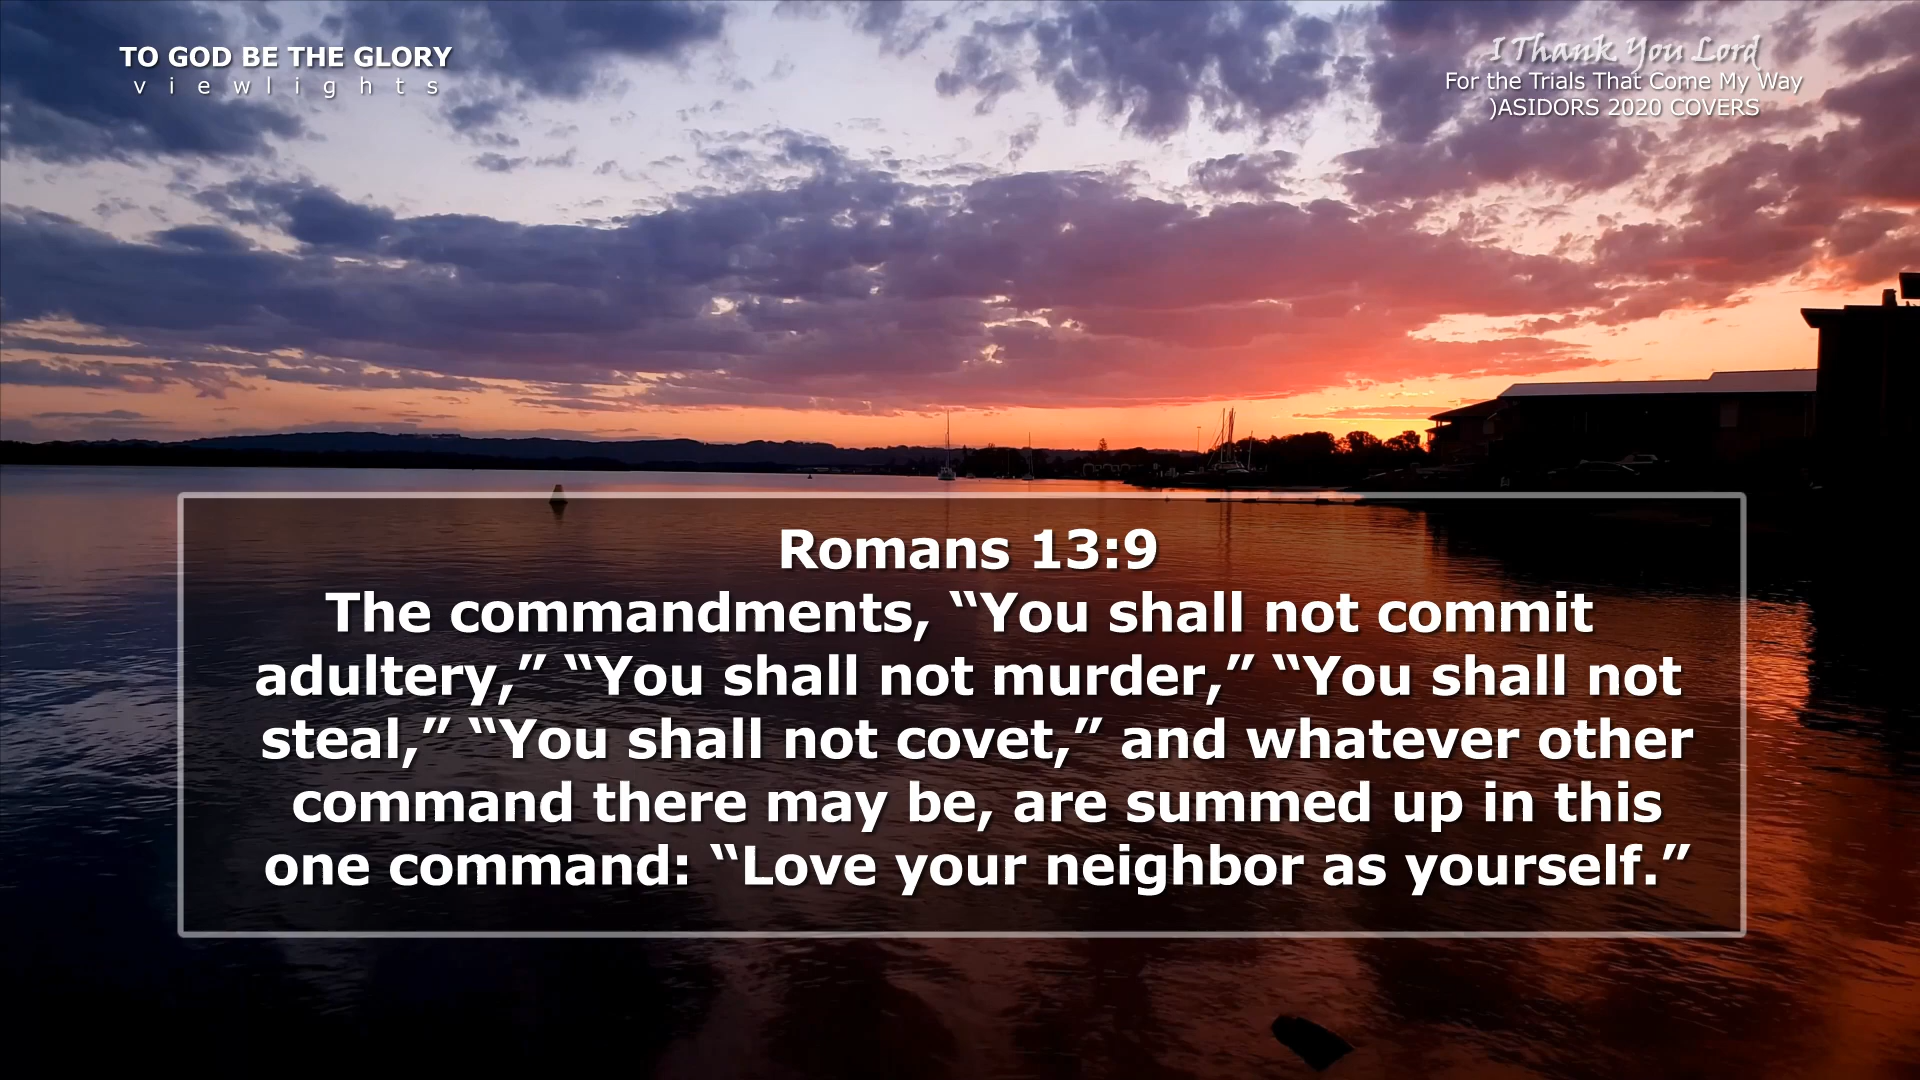 TO GOD BE THE GLORY
viewlights
I Thank You Lord
For the Trials That Come My Way
)ASIDORS 2020 COVERS
Romans 13:9
The commandments, “You shall not commit
adultery,” “You shall not murder,” “You shall not
steal,” “You shall not covet,” and whatever other
command there may be, are summed up in this
one command: “Love your neighbor as yourself.”